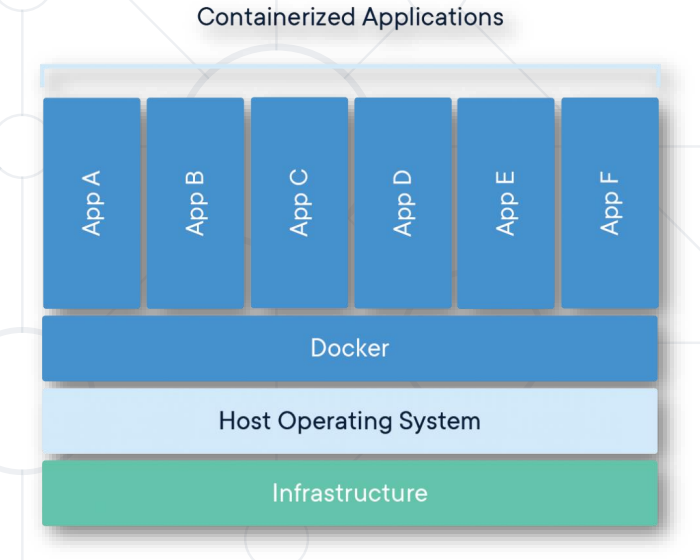 Containerized Applications
App A
App B
App C
App D
App E
App F
Docker
Host Operating System
Infrastructure